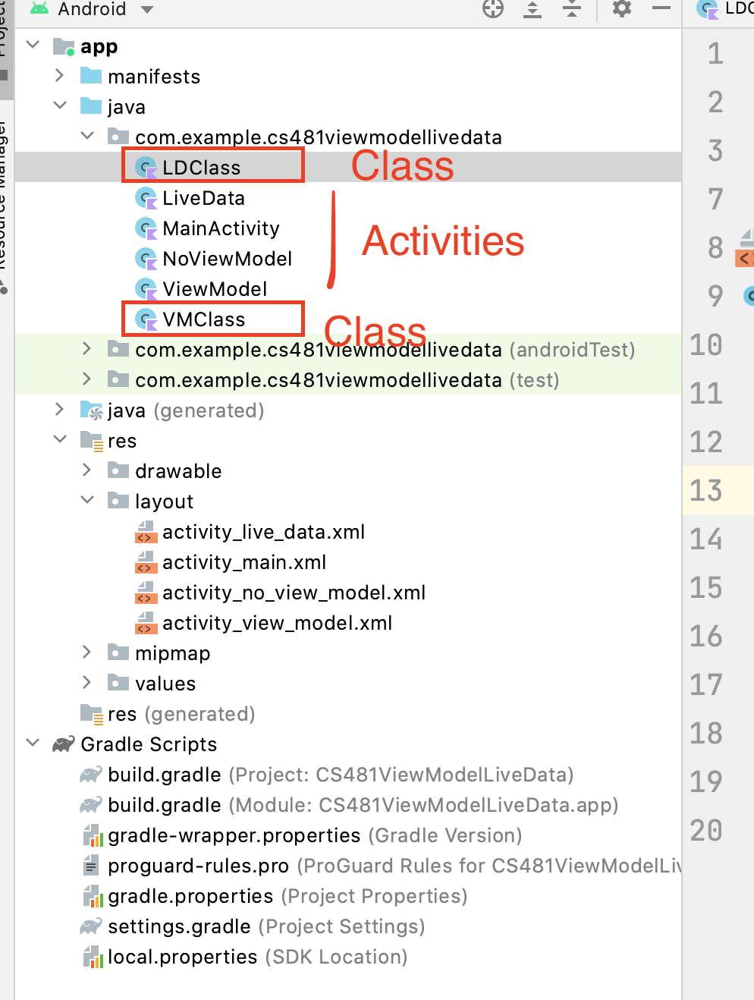 Android
LDC
Project
app
manifests
java
com.example.cs481viewmodellivedata
LDClass
Class
LiveData
MainActivity
Activities
NoViewModel
ViewModel
VMClass
Class
com.example.cs481viewmodellivedata (androidTest)
com.example.cs481viewmodellivedata (test)
java (generated)
res
drawable
layout
activity_live_data.xml
activity_main.xml
activity_no_view_model.xml
activity_view_model.xml
mipmap
values
res (generated)
Gradle Scripts
build.gradle (Project: CS481ViewModelLiveData)
build.gradle (Module: CS481ViewModelLiveData.app)
gradle-wrapper.properties (Gradle Version)
proguard-rules.pro (ProGuard Rules for CS481ViewModelLiv
gradle.properties (Project Properties)
settings.gradle (Project Settings)
local.properties (SDK Location)
Resource Manager
1
2
3
7
8
9
10
11
12
13
14
15
16
17
18
19
20